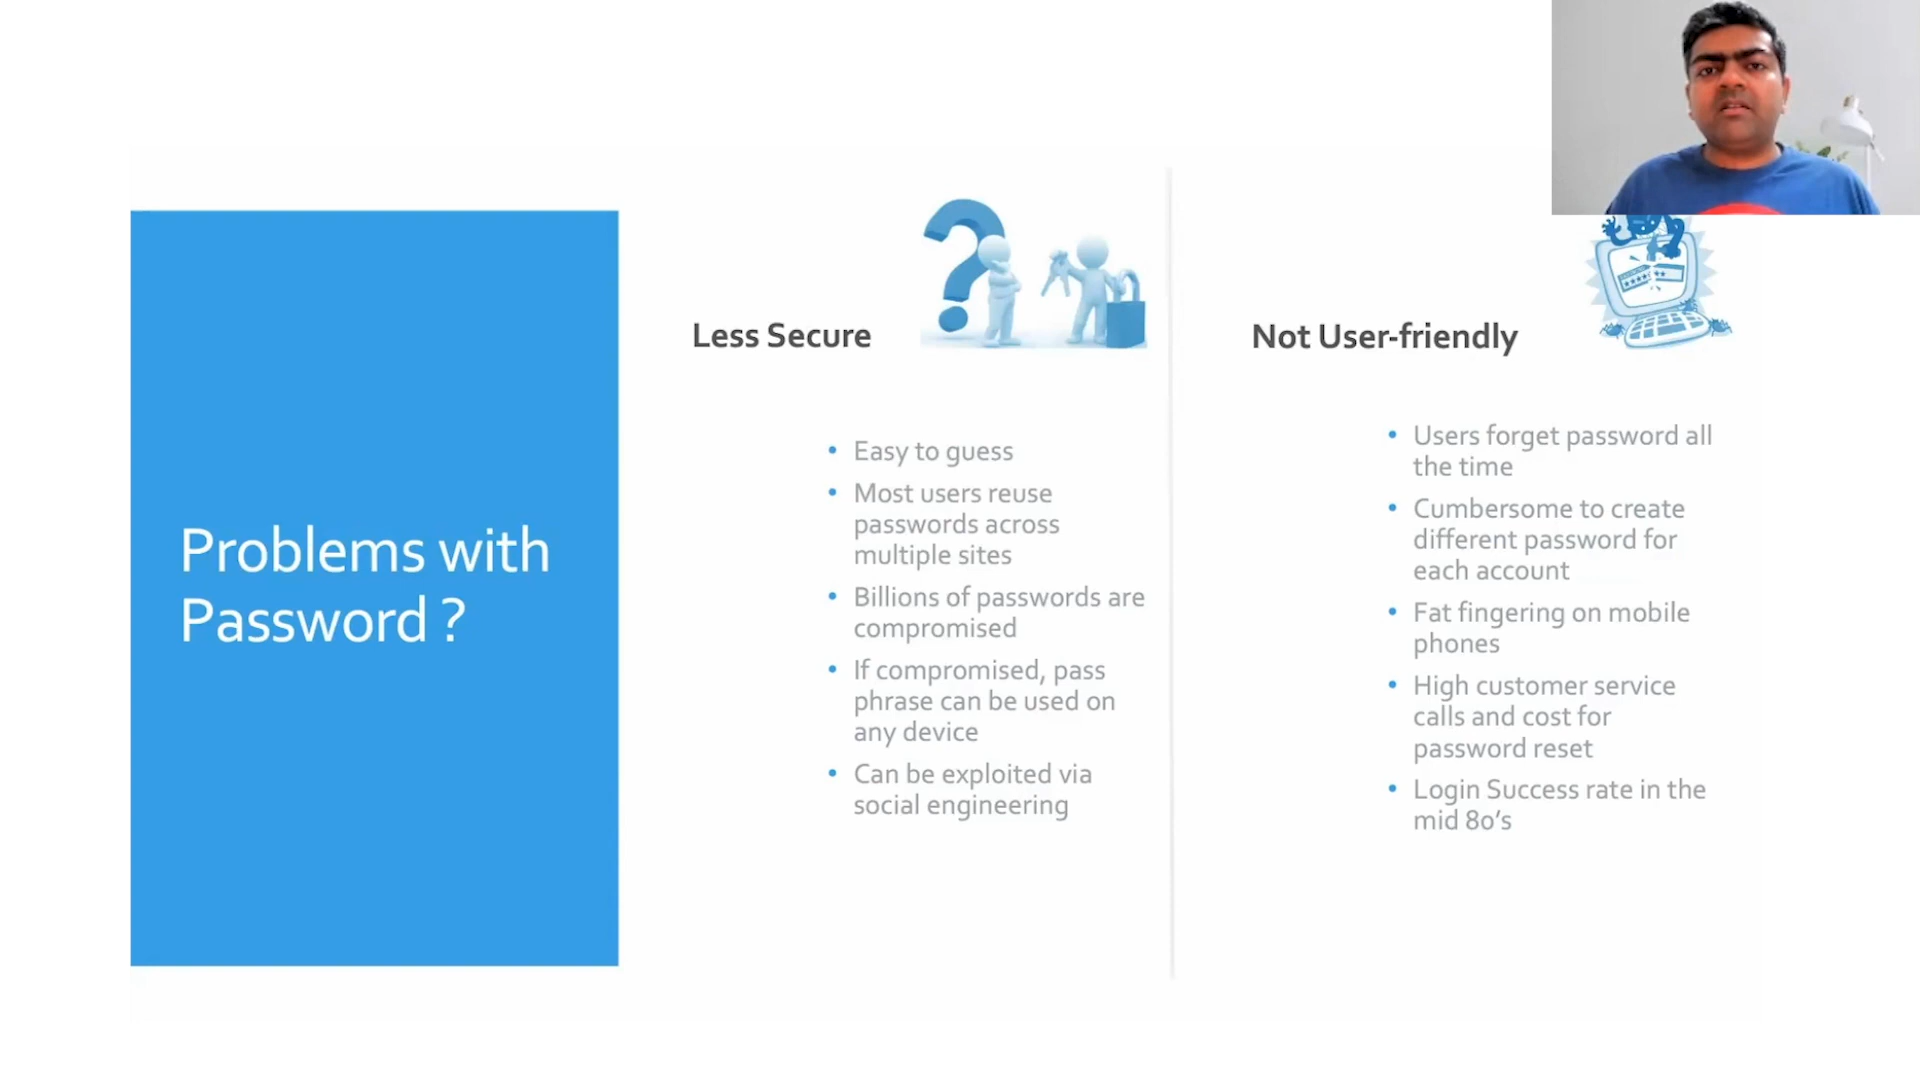 Problems with
Password ?
Less Secure
Easy to guess
Most users reuse
passwords across
multiple sites
Billions of passwords are
compromised
If compromised, pass
phrase can be used on
any device
Can be exploited via
social engineering
Not User-friendly
Users forget password all
the time
Cumbersome to create
different password for
each account
Fat fingering on mobile
phones
High customer service
calls and cost for
password reset
Login Success rate in the
mid 80’s